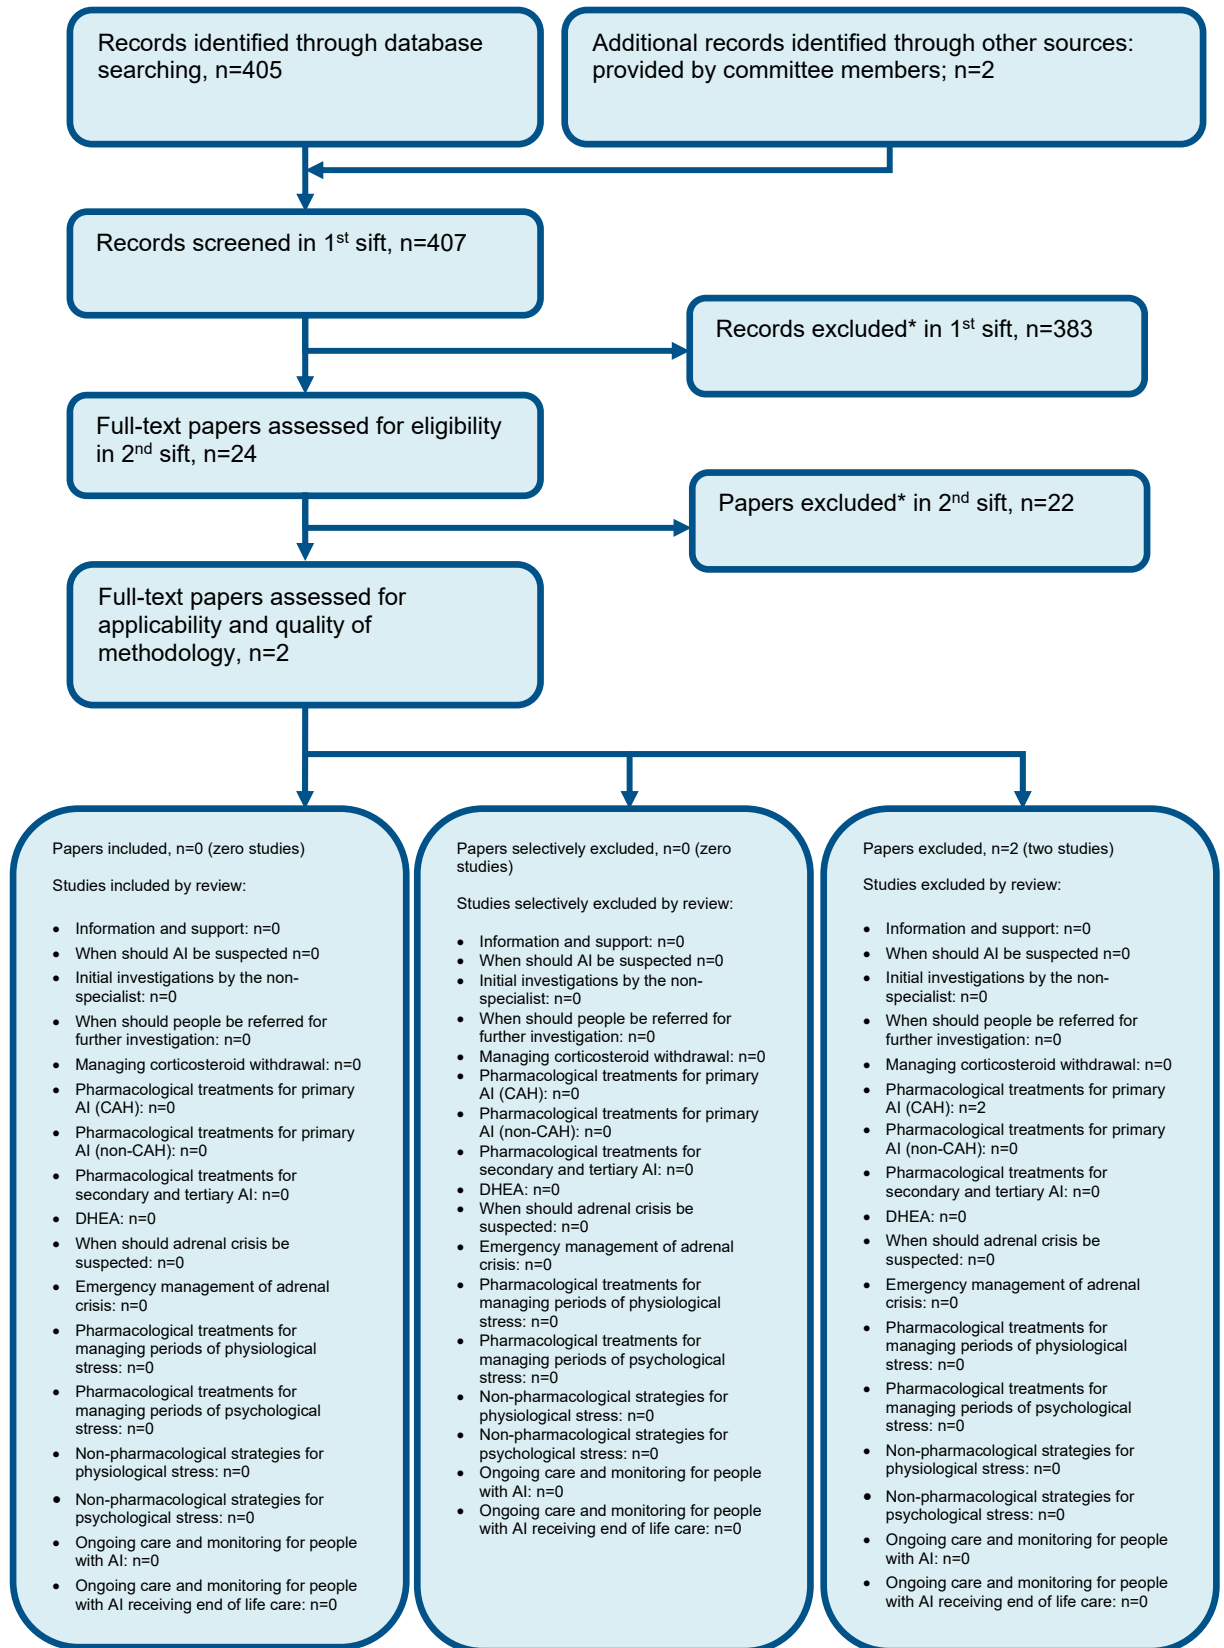 Records identified through database
searching, n=405
Additional records identified through other sources:
provided by committee members; n=2
Records screened in 1st sift, n=407
Records excluded* in 1st sift, n=383
Full-text papers assessed for eligibility
in 2nd sift, n=24
Papers excluded* in 2nd sift, n=22
Full-text papers assessed for
applicability and quality of
methodology, n=2
Papers included, n=0 (zero studies)
Studies included by review:
• Information and support: n=0
• When should AI be suspected n=0
• Initial investigations by the non-
specialist: n=0
• When should people be referred for
further investigation: n=0
• Managing corticosteroid withdrawal: n=0
• Pharmacological treatments for primary
AI (CAH): n=0
• Pharmacological treatments for primary
AI (non-CAH): n=0
• Pharmacological treatments for
secondary and tertiary AI: n=0
• DHEA: n=0
• When should adrenal crisis be
suspected: n=0
• Emergency management of adrenal
crisis: n=0
• Pharmacological treatments for
managing periods of physiological
stress: n=0
• Pharmacological treatments for
managing periods of psychological
stress: n=0
• Non-pharmacological strategies for
physiological stress: n=0
• Non-pharmacological strategies for
psychological stress: n=0
• Ongoing care and monitoring for people
with AI: n=0
• Ongoing care and monitoring for people
with AI receiving end of life care: n=0
Papers selectively excluded, n=0 (zero
studies)
Studies selectively excluded by review:
• Information and support: n=0
• When should AI be suspected n=0
• Initial investigations by the non-
specialist: n=0
• When should people be referred for
further investigation: n=0
• Managing corticosteroid withdrawal: n=0
• Pharmacological treatments for primary
AI (CAH): n=0
• Pharmacological treatments for primary
AI (non-CAH): n=0
• Pharmacological treatments for
secondary and tertiary AI: n=0
• DHEA: n=0
• When should adrenal crisis be
suspected: n=0
• Emergency management of adrenal
crisis: n=0
• Pharmacological treatments for
managing periods of physiological
stress: n=0
• Pharmacological treatments for
managing periods of psychological
stress: n=0
• Non-pharmacological strategies for
physiological stress: n=0
• Non-pharmacological strategies for
psychological stress: n=0
• Ongoing care and monitoring for people
with AI: n=0
• Ongoing care and monitoring for people
with AI receiving end of life care: n=0
Papers excluded, n=2 (two studies)
Studies excluded by review:
• Information and support: n=0
• When should AI be suspected n=0
• Initial investigations by the non-
specialist: n=0
• When should people be referred for
further investigation: n=0
• Managing corticosteroid withdrawal: n=0
• Pharmacological treatments for primary
AI (CAH): n=2
• Pharmacological treatments for primary
AI (non-CAH): n=0
• Pharmacological treatments for
secondary and tertiary AI: n=0
• DHEA: n=0
• When should adrenal crisis be
suspected: n=0
• Emergency management of adrenal
crisis: n=0
• Pharmacological treatments for
managing periods of physiological
stress: n=0
• Pharmacological treatments for
managing periods of psychological
stress: n=0
• Non-pharmacological strategies for
physiological stress: n=0
• Non-pharmacological strategies for
psychological stress: n=0
• Ongoing care and monitoring for people
with AI: n=0
• Ongoing care and monitoring for people
with AI receiving end of life care: n=0